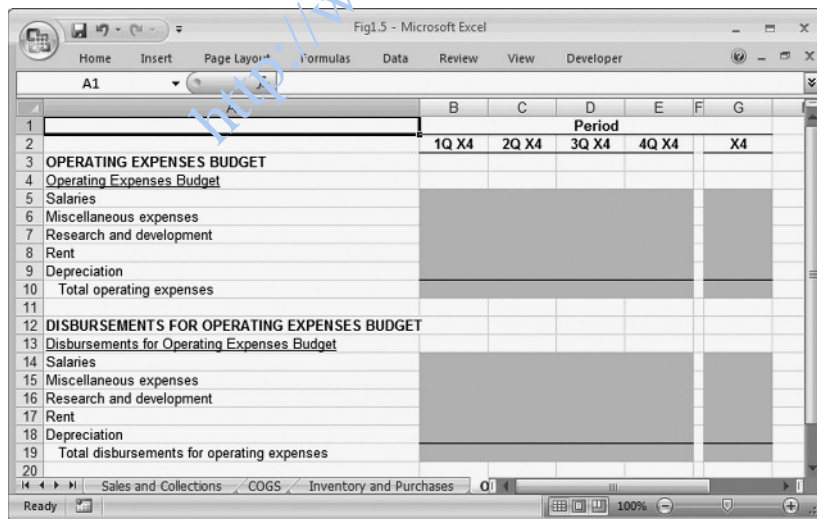 Fig1.5 - Microsoft Excel
Home Insert Page Layout Formulas Data Review View Developer
A1
A B C D E F G
1 Period
2 1Q X4 2Q X4 3Q X4 4Q X4 X4
3 OPERATING EXPENSES BUDGET
4 Operating Expenses Budget
5 Salaries
6 Miscellaneous expenses
7 Research and development
8 Rent
9 Depreciation
10 Total operating expenses
11
12 DISBURSEMENTS FOR OPERATING EXPENSES BUDGET
13 Disbursements for Operating Expenses Budget
14 Salaries
15 Miscellaneous expenses
16 Research and development
17 Rent
18 Depreciation
19 Total disbursements for operating expenses
20
Sales and Collections COGS Inventory and Purchases
Ready 100%
http://w